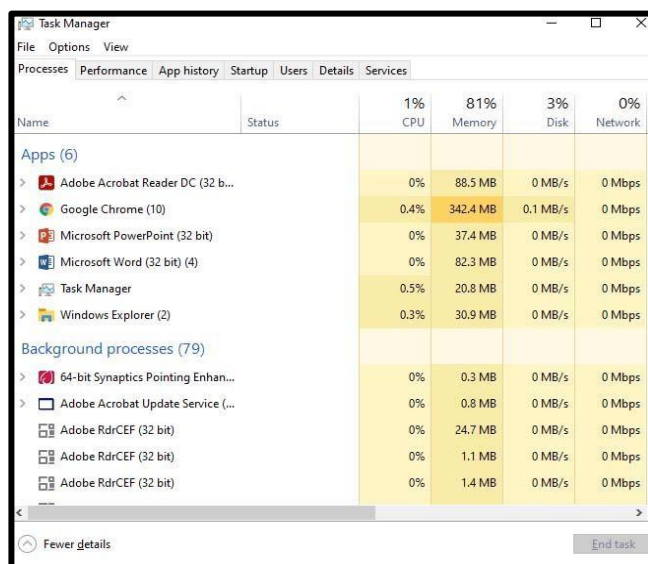 Task Manager
File Options View
Processes Performance App history Startup Users Details Services
1% 81% 3% 0%
Name Status CPU Memory Disk Network
Apps (6)
Adobe Acrobat Reader DC (32 b... 0% 88.5 MB 0 MB/s 0 Mbps
Google Chrome (10) 0.4% 342.4 MB 0.1 MB/s 0 Mbps
Microsoft PowerPoint (32 bit) 0% 37.4 MB 0 MB/s 0 Mbps
Microsoft Word (32 bit) (4) 0% 82.3 MB 0 MB/s 0 Mbps
Task Manager 0.5% 20.8 MB 0 MB/s 0 Mbps
Windows Explorer (2) 0.3% 30.9 MB 0 MB/s 0 Mbps
Background processes (79)
64-bit Synaptics Pointing Enhan... 0% 0.3 MB 0 MB/s 0 Mbps
Adobe Acrobat Update Service (... 0% 0.8 MB 0 MB/s 0 Mbps
Adobe RdrCEF (32 bit) 0% 24.7 MB 0 MB/s 0 Mbps
Adobe RdrCEF (32 bit) 0% 1.1 MB 0 MB/s 0 Mbps
Adobe RdrCEF (32 bit) 0% 1.4 MB 0 MB/s 0 Mbps
Fewer details End task